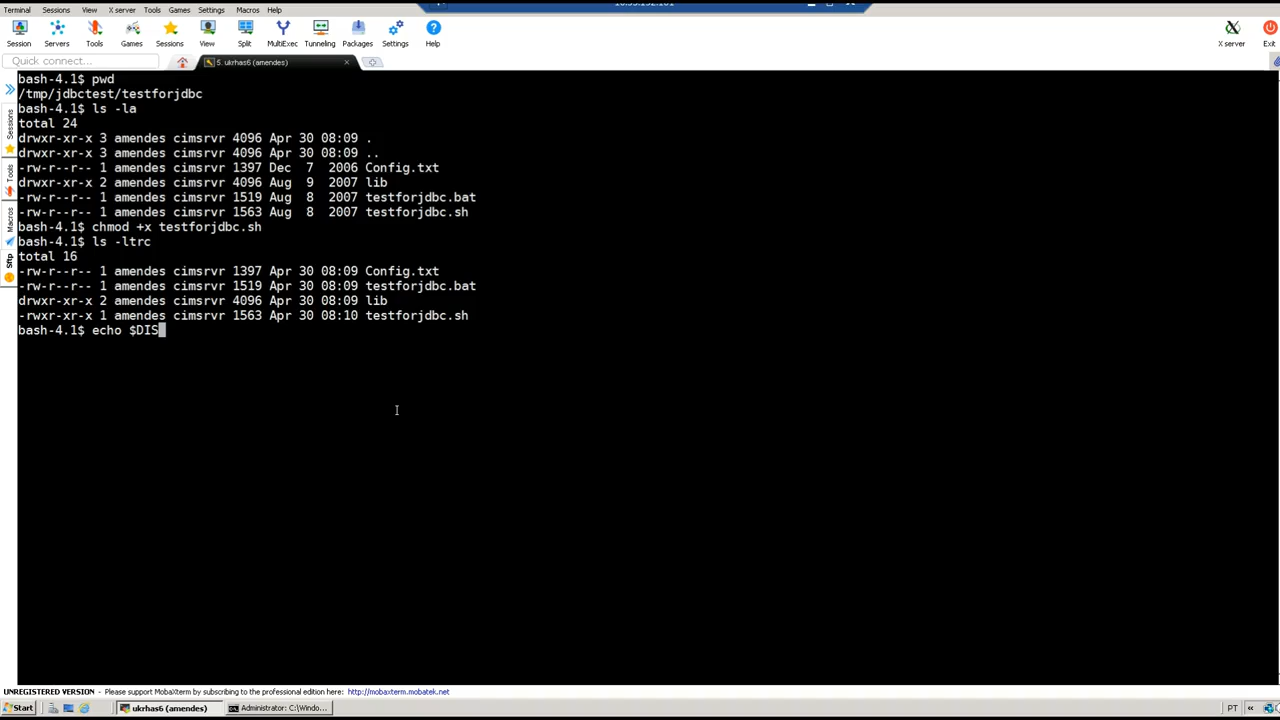 Terminal Sessions View X server Tools Games Settings Macros Help
Session Servers Tools Games Sessions View Split MultiExec Tunneling Packages Settings Help X server Exit
Quick connect...
5. ukrhas6 (amendes)
Sessions
Tools
Macros
Sftp
bash-4.1$ pwd
/tmp/jdbctest/testforjdbc
bash-4.1$ ls -la
total 24
drwxr-xr-x 3 amendes cimsrvr 4096 Apr 30 08:09 .
drwxr-xr-x 3 amendes cimsrvr 4096 Apr 30 08:09 ..
-rw-r--r-- 1 amendes cimsrvr 1397 Dec  7  2006 Config.txt
drwxr-xr-x 2 amendes cimsrvr 4096 Aug  9  2007 lib
-rw-r--r-- 1 amendes cimsrvr 1519 Aug  8  2007 testforjdbc.bat
-rw-r--r-- 1 amendes cimsrvr 1563 Aug  8  2007 testforjdbc.sh
bash-4.1$ chmod +x testforjdbc.sh
bash-4.1$ ls -ltrc
total 16
-rw-r--r-- 1 amendes cimsrvr 1397 Apr 30 08:09 Config.txt
-rw-r--r-- 1 amendes cimsrvr 1519 Apr 30 08:09 testforjdbc.bat
drwxr-xr-x 2 amendes cimsrvr 4096 Apr 30 08:09 lib
-rwxr-xr-x 1 amendes cimsrvr 1563 Apr 30 08:10 testforjdbc.sh
bash-4.1$ echo $DIS
UNREGISTERED VERSION - Please support MobaXterm by subscribing to the professional edition here: http://mobaxterm.mobatek.net
Start ukrhas6 (amendes) Administrator: C:\Windo... PT